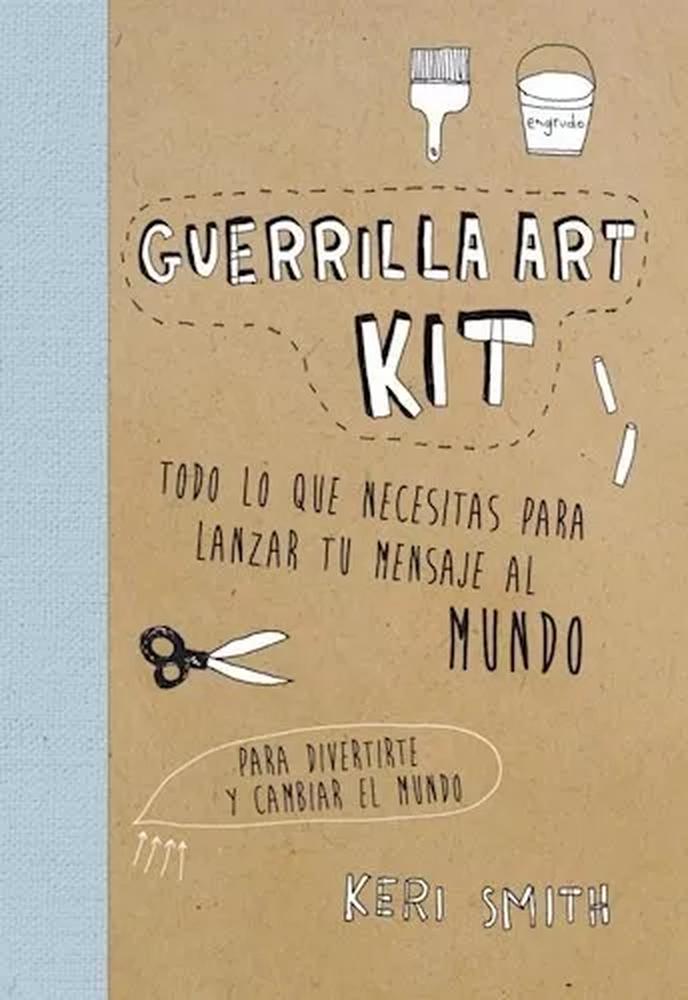 engrudo
GUERRILLA ART
KIT
TODO LO QUE NECESITAS PARA
LANZAR TU MENSAJE AL
MUNDO
PARA DIVERTIRTE
Y CAMBIAR EL MUNDO
KERI SMITH